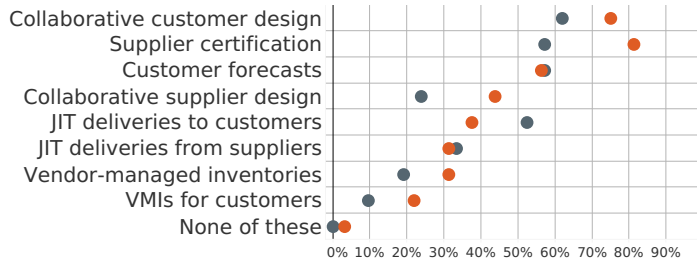 Collaborative customer design
Supplier certification
Customer forecasts
Collaborative supplier design
JIT deliveries to customers
JIT deliveries from suppliers
Vendor-managed inventories
VMIs for customers
None of these
0% 10% 20% 30% 40% 50% 60% 70% 80% 90%